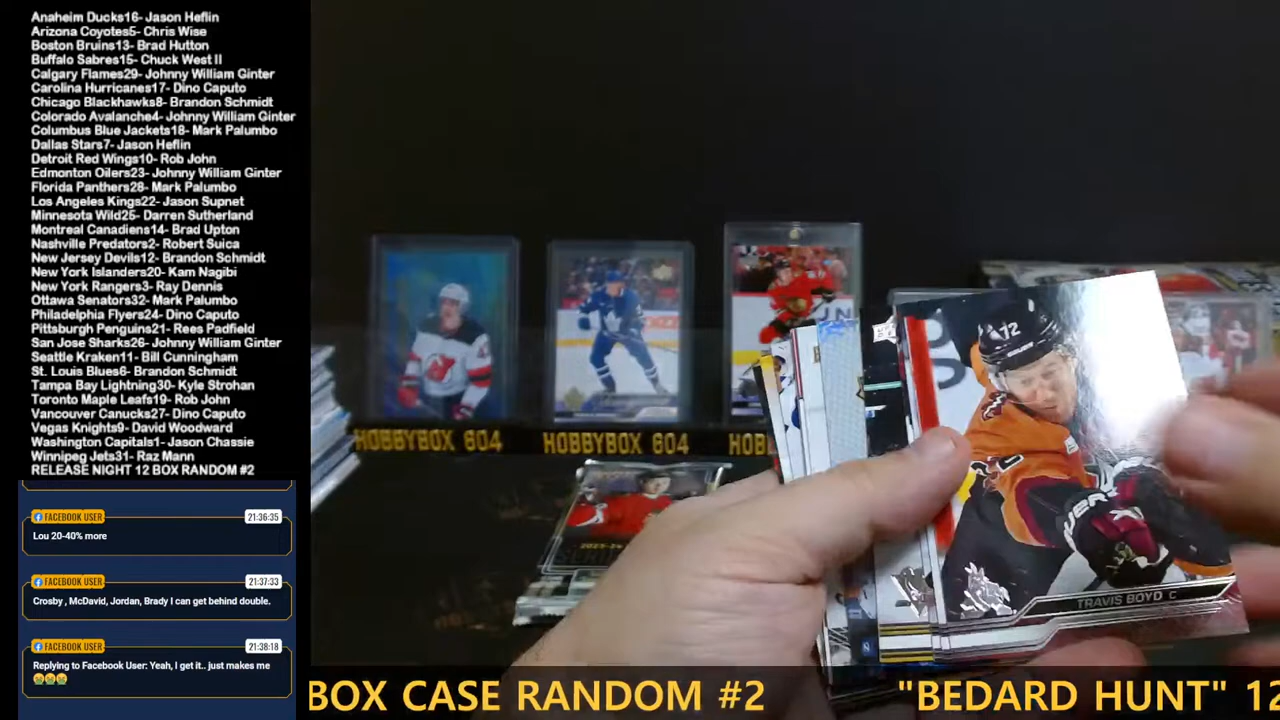 Anaheim Ducks16- Jason Heflin
Arizona Coyotes5- Chris Wise
Boston Bruins13- Brad Hutton
Buffalo Sabres15- Chuck West II
Calgary Flames29- Johnny William Ginter
Carolina Hurricanes17- Dino Caputo
Chicago Blackhawks8- Brandon Schmidt
Colorado Avalanche4- Johnny William Ginter
Columbus Blue Jackets18- Mark Palumbo
Dallas Stars7- Jason Heflin
Detroit Red Wings10- Rob John
Edmonton Oilers23- Johnny William Ginter
Florida Panthers28- Mark Palumbo
Los Angeles Kings22- Jason Supnet
Minnesota Wild25- Darren Sutherland
Montreal Canadiens14- Brad Upton
Nashville Predators2- Robert Suica
New Jersey Devils12- Brandon Schmidt
New York Islanders20- Kam Nagibi
New York Rangers3- Ray Dennis
Ottawa Senators32- Mark Palumbo
Philadelphia Flyers24- Dino Caputo
Pittsburgh Penguins21- Rees Padfield
San Jose Sharks26- Johnny William Ginter
Seattle Kraken11- Bill Cunningham
St. Louis Blues6- Brandon Schmidt
Tampa Bay Lightning30- Kyle Strohan
Toronto Maple Leafs19- Rob John
Vancouver Canucks27- Dino Caputo
Vegas Knights9- David Woodward
Washington Capitals1- Jason Chassie
Winnipeg Jets31- Raz Mann
RELEASE NIGHT 12 BOX RANDOM #2
FACEBOOK USER 21:36:35
Lou 20-40% more
FACEBOOK USER 21:37:33
Crosby , McDavid, Jordan, Brady I can get behind double.
FACEBOOK USER 21:38:18
Replying to Facebook User: Yeah, I get it.. just makes me
HOBBYBOX 604 HOBBYBOX 604
72
TRAVIS BOYD C
BOX CASE RANDOM #2 "BEDARD HUNT" 12